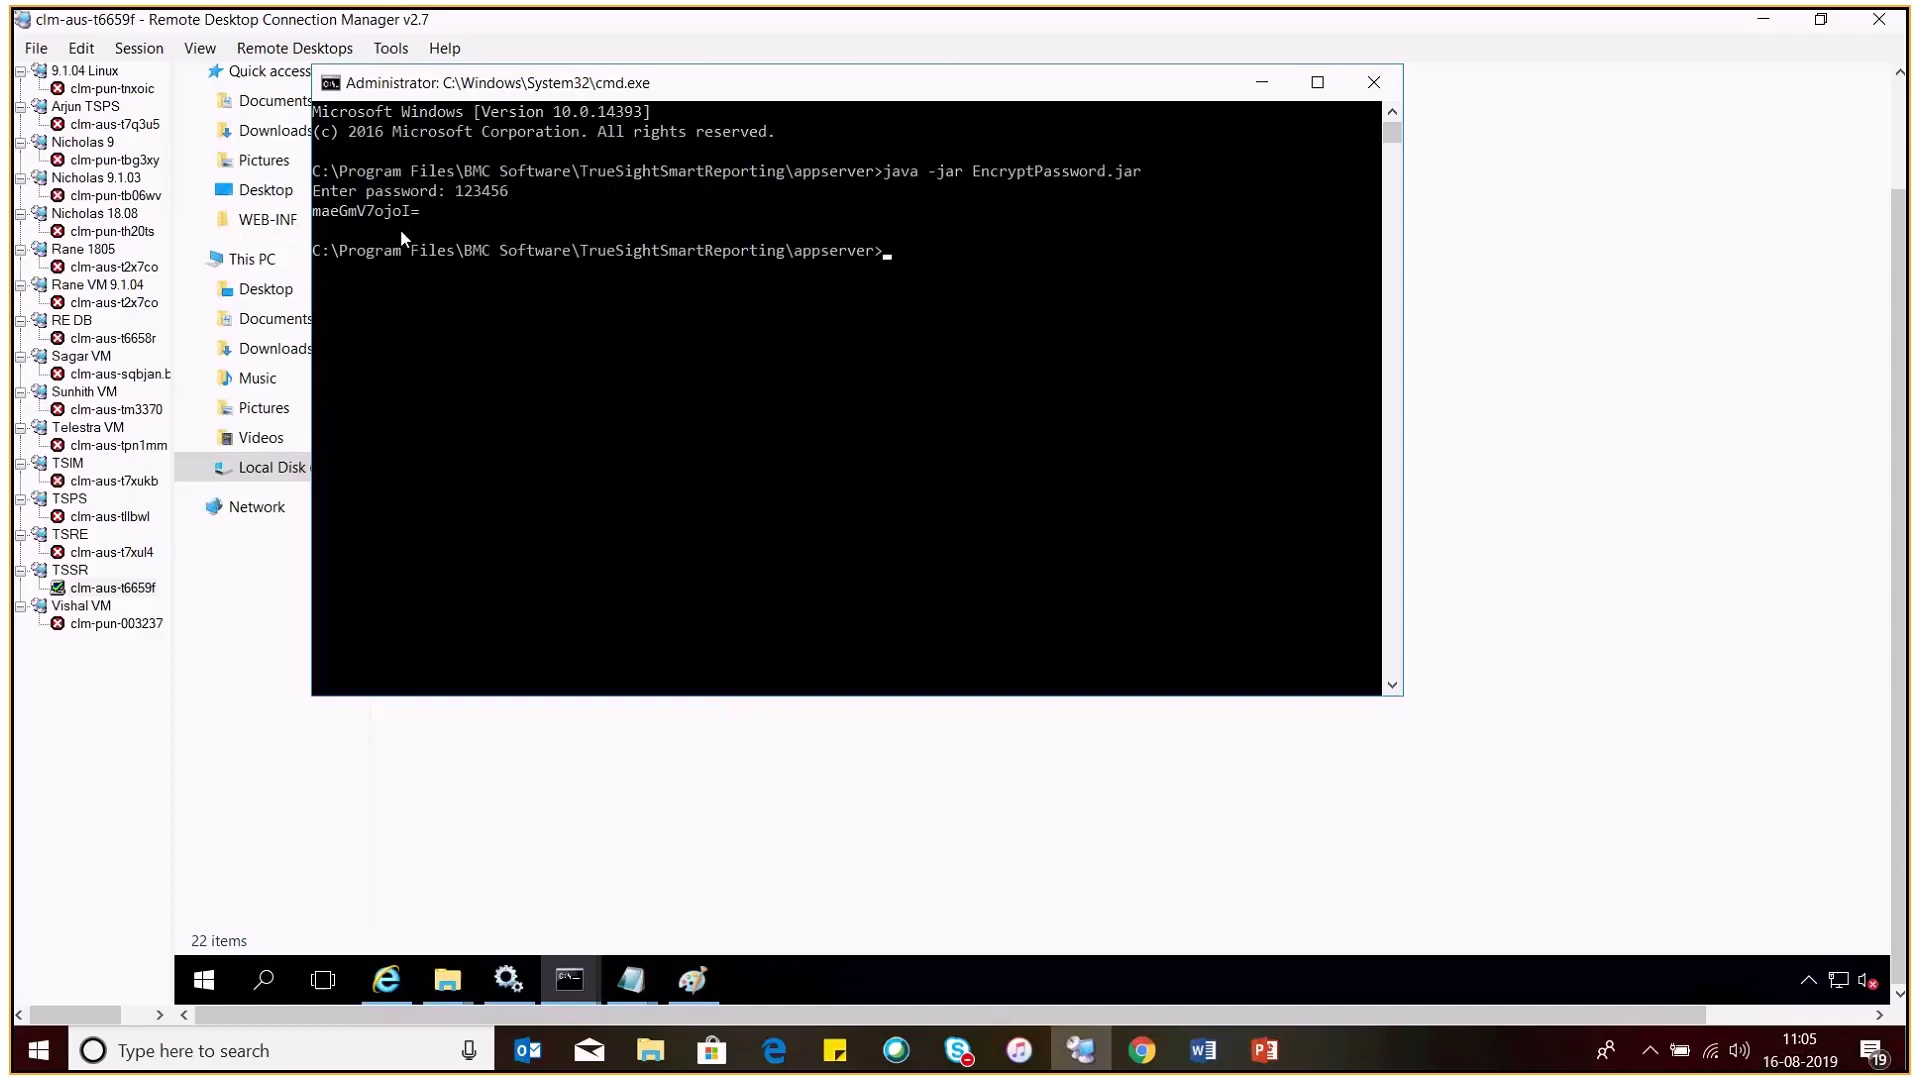 clm-aus-t6659f - Remote Desktop Connection Manager v2.7
File Edit Session View Remote Desktops Tools Help
9.1.04 Linux
clm-pun-tnxoic
Arjun TSPS
clm-aus-t7q3u5
Nicholas 9
clm-pun-tbg3xy
Nicholas 9.1.03
clm-pun-tb06wv
Nicholas 18.08
clm-pun-th20ts
Rane 1805
clm-aus-t2x7co
Rane VM 9.1.04
clm-aus-t2x7co
RE DB
clm-aus-t6658r
Sagar VM
clm-aus-sqbjan.b
Sunhith VM
clm-aus-tm3370
Telestra VM
clm-aus-tpn1mm
TSIM
clm-aus-t7xukb
TSPS
clm-aus-tllbwl
TSRE
clm-aus-t7xul4
TSSR
clm-aus-t6659f
Vishal VM
clm-pun-003237
Quick access
Documents
Downloads
Pictures
Desktop
WEB-INF
This PC
Desktop
Documents
Downloads
Music
Pictures
Videos
Local Disk (
Network
22 items
Administrator: C:\Windows\System32\cmd.exe
Microsoft Windows [Version 10.0.14393]
(c) 2016 Microsoft Corporation. All rights reserved.
C:\Program Files\BMC Software\TrueSightSmartReporting\appserver>java -jar EncryptPassword.jar
Enter password: 123456
maeGmV7ojoI=
C:\Program Files\BMC Software\TrueSightSmartReporting\appserver>
Type here to search
11:05
16-08-2019
19